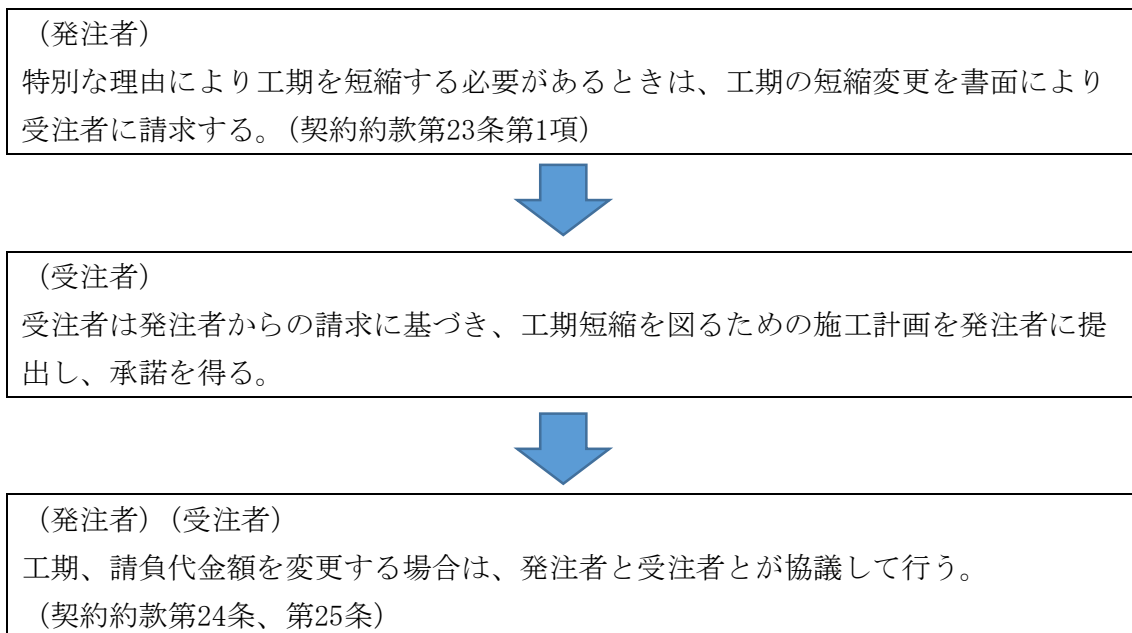 （発注者）
特別な理由により工期を短縮する必要があるときは、工期の短縮変更を書面により
受注者に請求する。（契約約款第23条第1項）
（受注者）
受注者は発注者からの請求に基づき、工期短縮を図るための施工計画を発注者に提
出し、承諾を得る。
（発注者）（受注者）
工期、請負代金額を変更する場合は、発注者と受注者とが協議して行う。
（契約約款第24条、第25条）